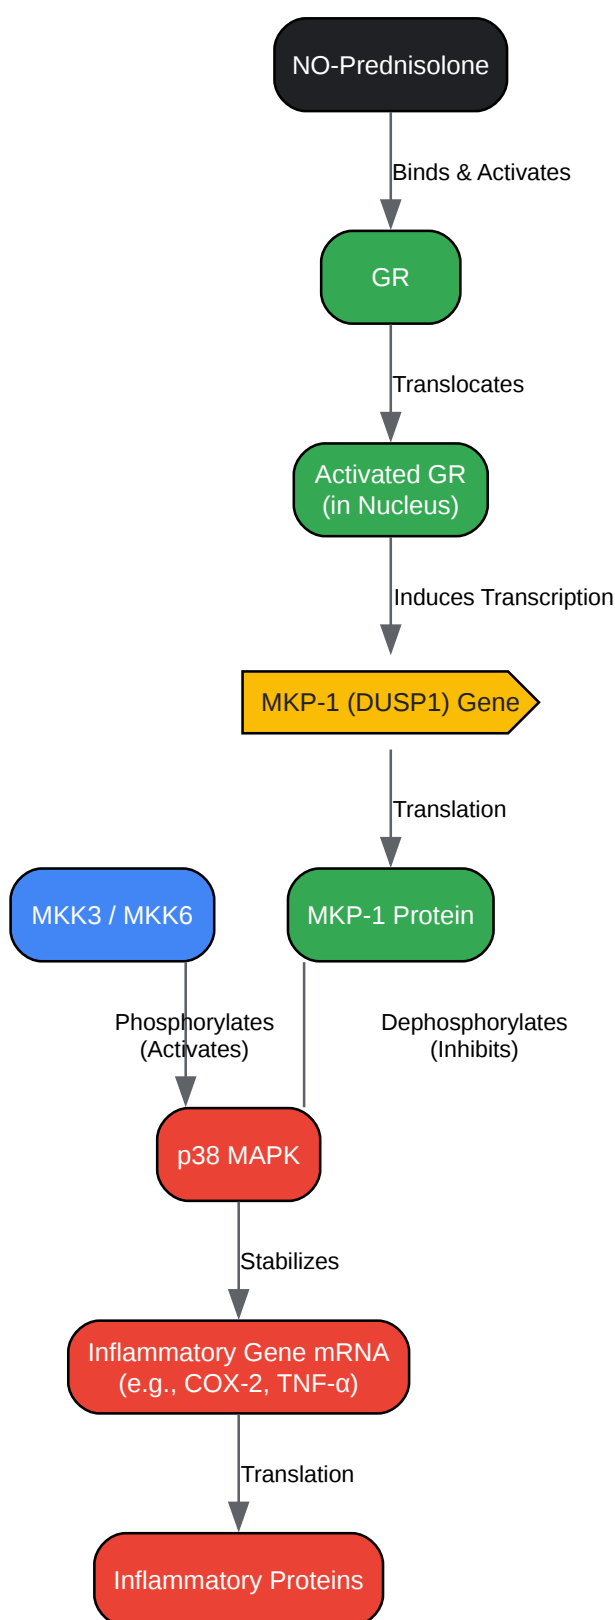 NO-Prednisolone
Binds & Activates
GR
Translocates
Activated GR
(in Nucleus)
Induces Transcription
MKP-1 (DUSP1) Gene
Translation
MKK3 / MKK6
MKP-1 Protein
Phosphorylates
(Activates)
Dephosphorylates
(Inhibits)
p38 MAPK
Stabilizes
Inflammatory Gene mRNA
(e.g., COX-2, TNF-α)
Translation
Inflammatory Proteins